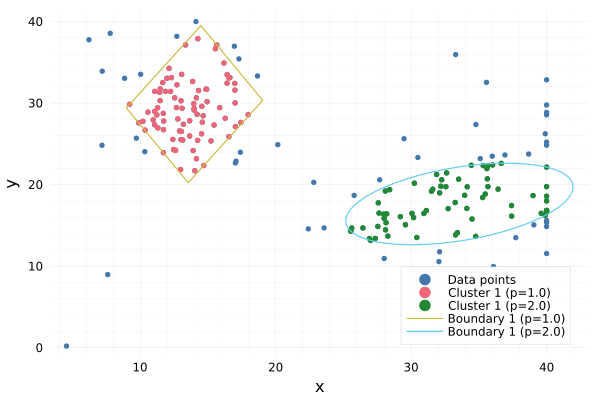 40
30
20
10
0
y
10
20
30
40
x
Data points
Cluster 1 (p=1.0)
Cluster 1 (p=2.0)
Boundary 1 (p=1.0)
Boundary 1 (p=2.0)